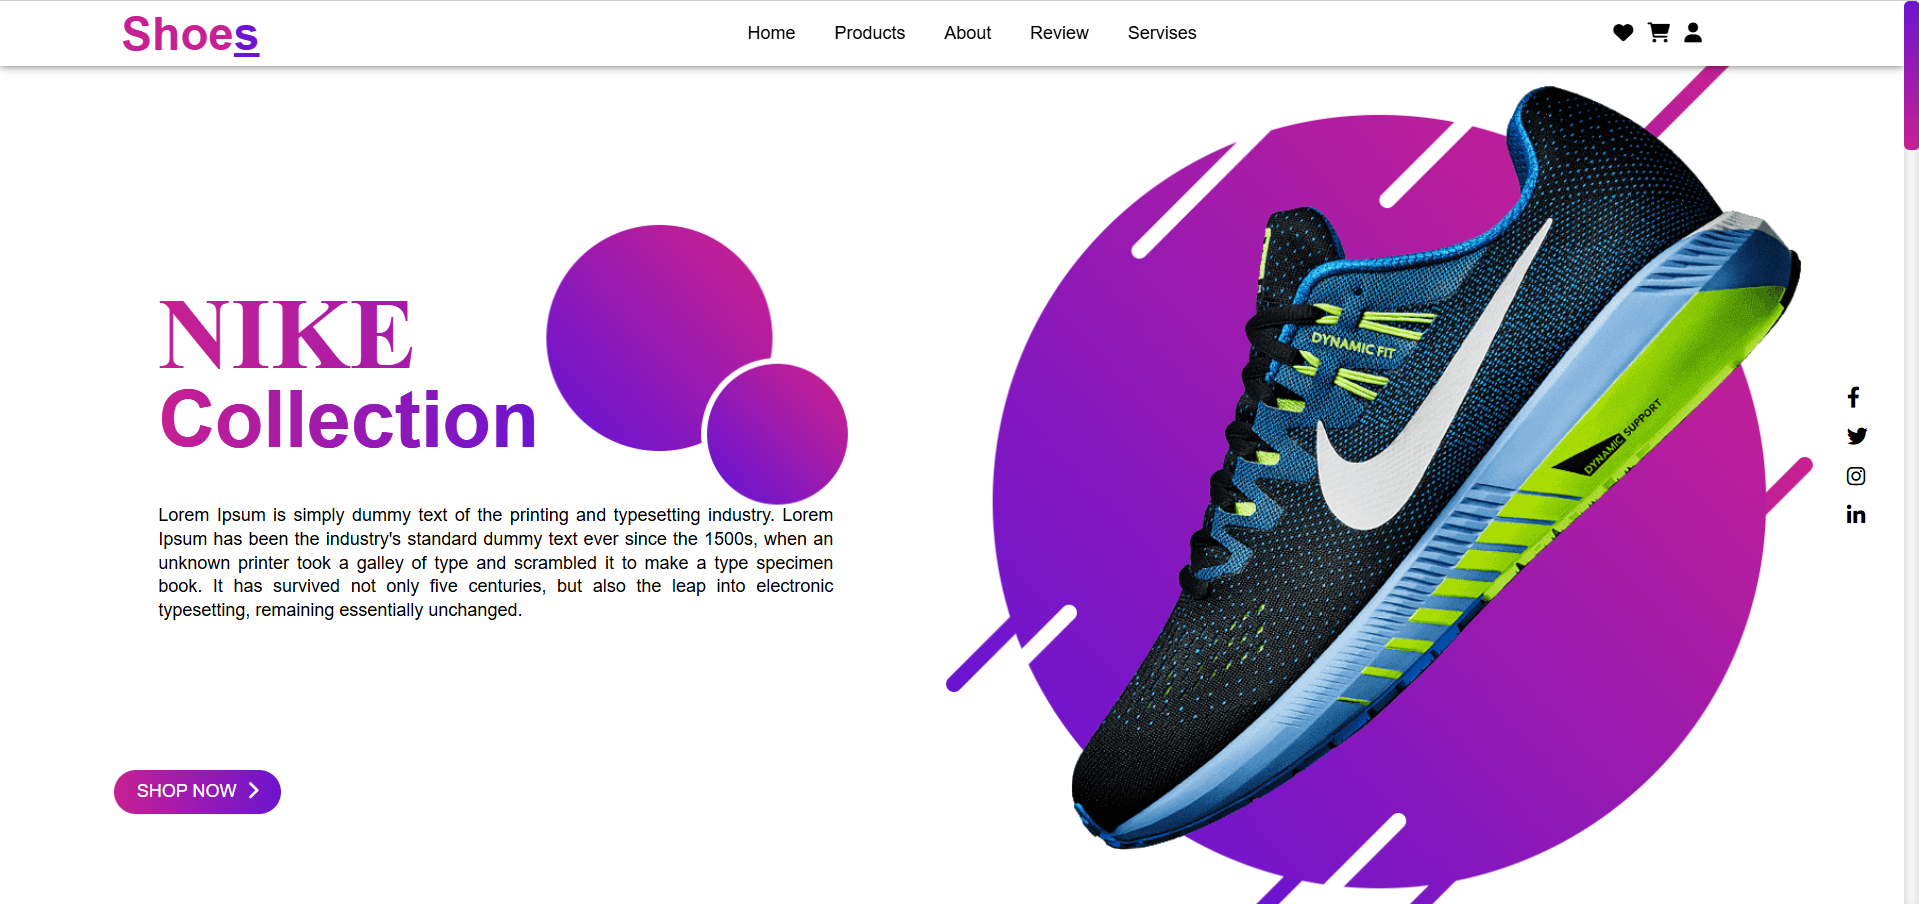 Shoes
Home Products About Review Servises
NIKE
Collection
Lorem Ipsum is simply dummy text of the printing and typesetting industry. Lorem
Ipsum has been the industry's standard dummy text ever since the 1500s, when an
unknown printer took a galley of type and scrambled it to make a type specimen
book. It has survived not only five centuries, but also the leap into electronic
typesetting, remaining essentially unchanged.
SHOP NOW
DYNAMIC FIT
DYNAMIC SUPPORT